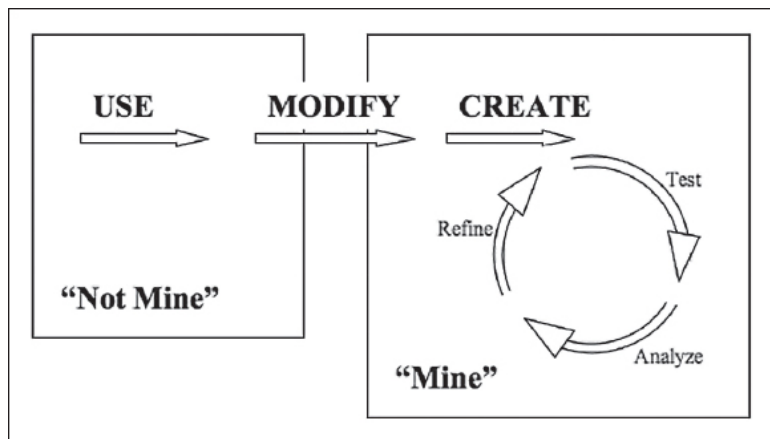 USE
MODIFY
CREATE
Test
Refine
“Not Mine”
Analyze
“Mine”